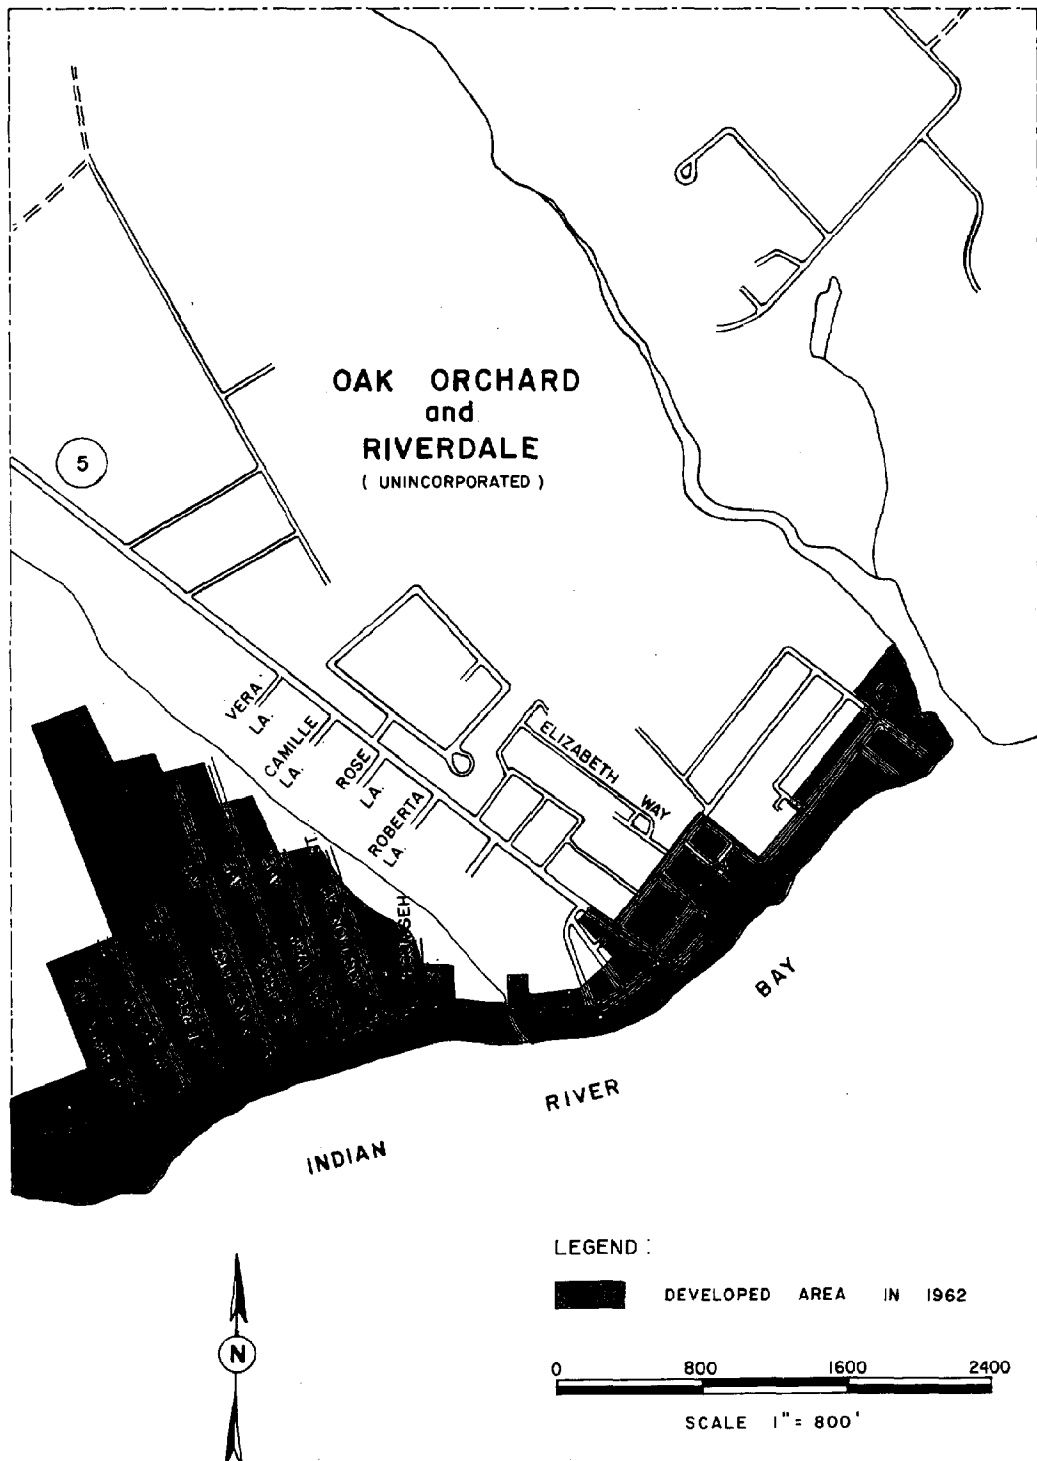 OAK ORCHARD
and
RIVERDALE
( UNINCORPORATED )
5
VERA
LA.
CAMILLE
LA.
ROSE
LA.
ROBERTA
LA.
ELIZABETH
WAY
INDIAN
RIVER
BAY
LEGEND :
DEVELOPED AREA IN 1962
0 800 1600 2400
SCALE 1" = 800'
N